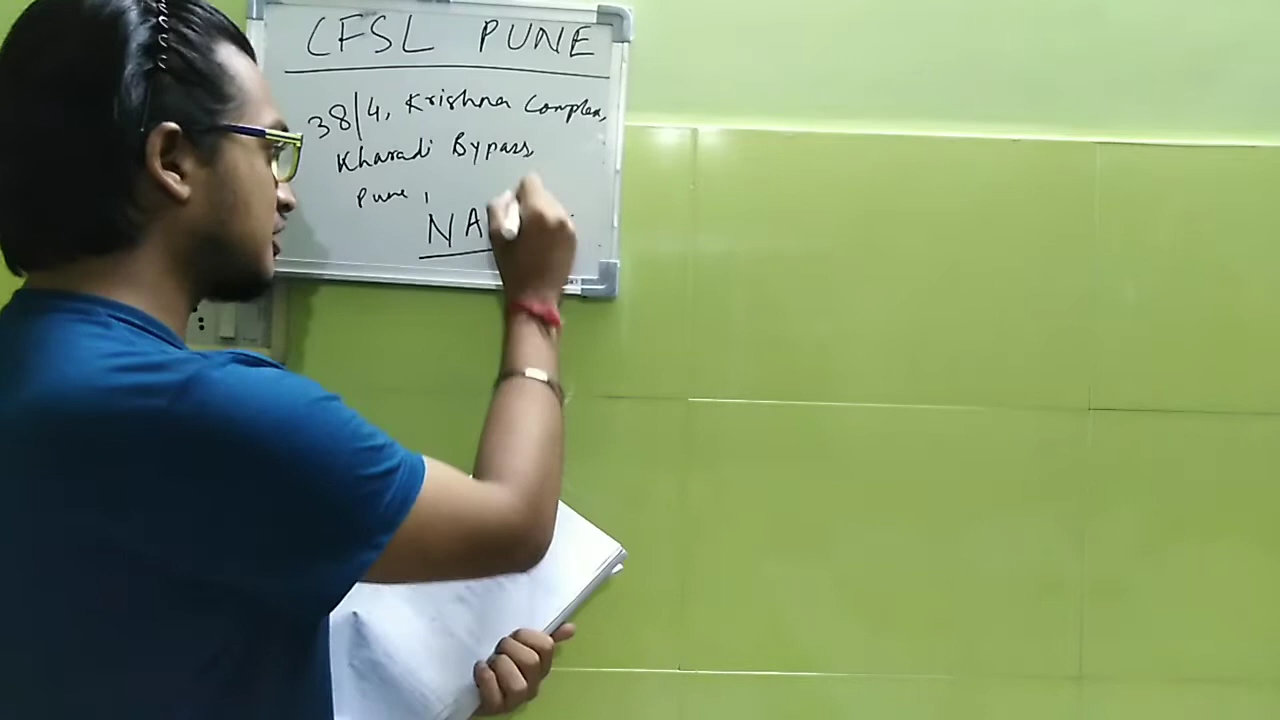 CFSL PUNE
38/4, Krishna Complex,
Kharadi Bypass
Pune,